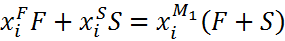 $x_i^F F + x_i^S S = x_i^{M_1}(F + S)$